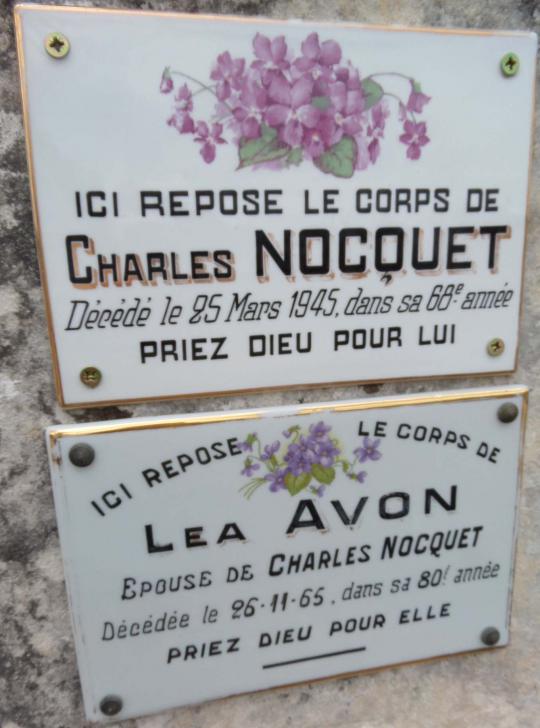 ICI REPOSE LE CORPS DE
CHARLES NOCQUET
Décédé le 25 Mars 1945, dans sa 68e année
PRIEZ DIEU POUR LUI
ICI REPOSE LE CORPS DE
LEA AVON
EPOUSE DE CHARLES NOCQUET
Décédée le 26-11-65, dans sa 80e année
PRIEZ DIEU POUR ELLE